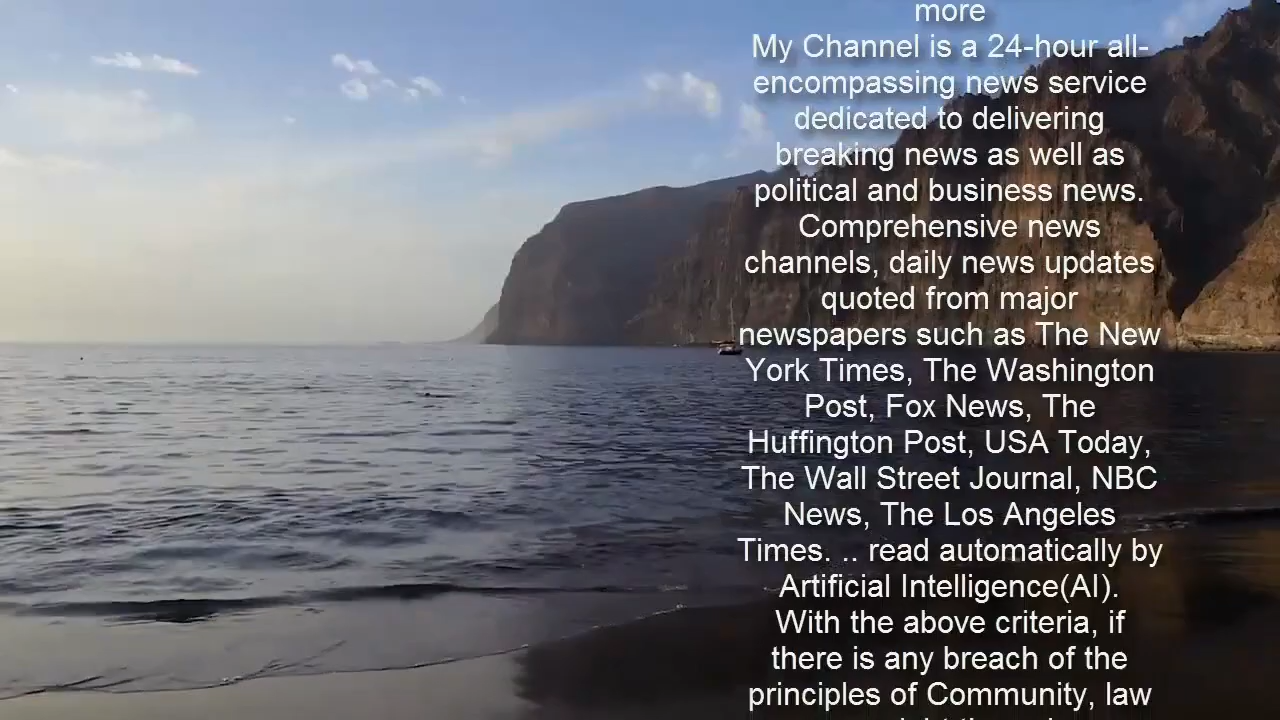 more
My Channel is a 24-hour all-
encompassing news service
dedicated to delivering
breaking news as well as
political and business news.
Comprehensive news
channels, daily news updates
quoted from major
newspapers such as The New
York Times, The Washington
Post, Fox News, The
Huffington Post, USA Today,
The Wall Street Journal, NBC
News, The Los Angeles
Times. .. read automatically by
Artificial Intelligence(AI).
With the above criteria, if
there is any breach of the
principles of Community, law